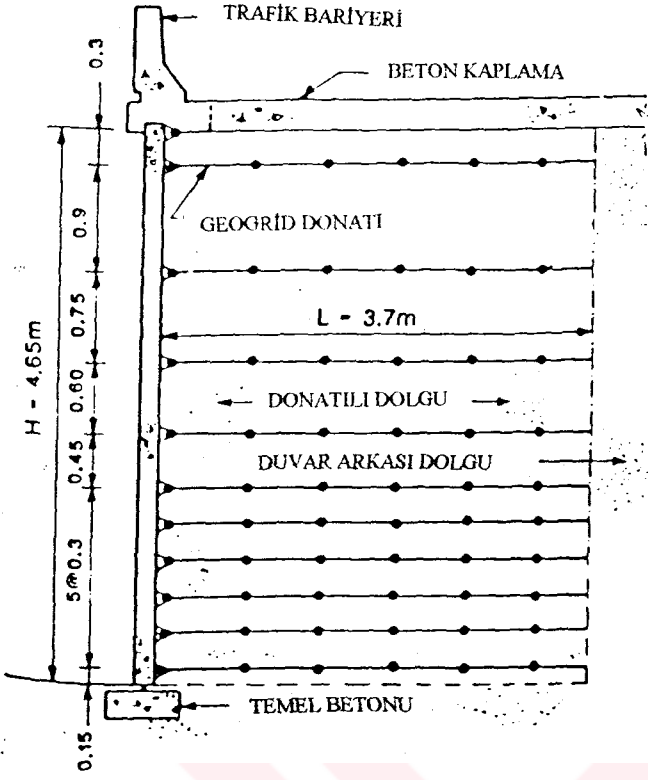 TRAFİK BARİYERİ
0.3
BETON KAPLAMA
GEOGRİD DONATI
0.9
0.75
L - 3.7m
H - 4.65m
0.60
DONATILI DOLGU
0.45
DUVAR ARKASI DOLGU
5@0.3
TEMEL BETONU
0.15